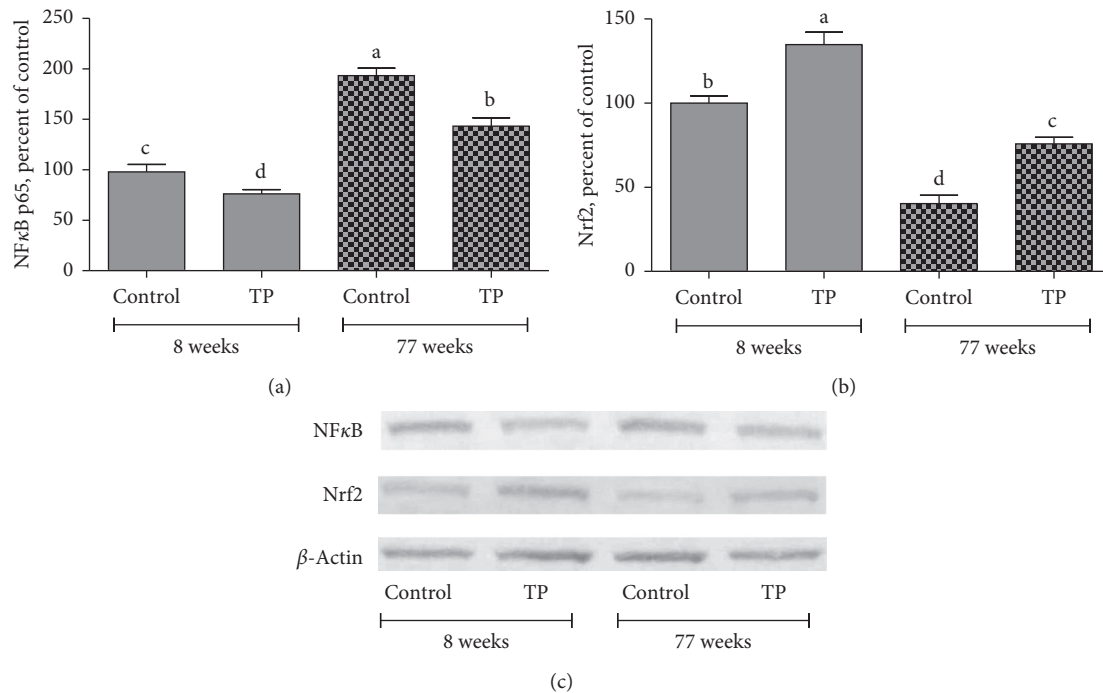 NFκB p65, percent of control
250
200
150
100
50
0
c
d
a
b
Control
TP
Control
TP
8 weeks
77 weeks
(a)
Nrf2, percent of control
150
100
50
0
b
a
d
c
Control
TP
Control
TP
8 weeks
77 weeks
(b)
NFκB
Nrf2
β-Actin
Control
TP
Control
TP
8 weeks
77 weeks
(c)